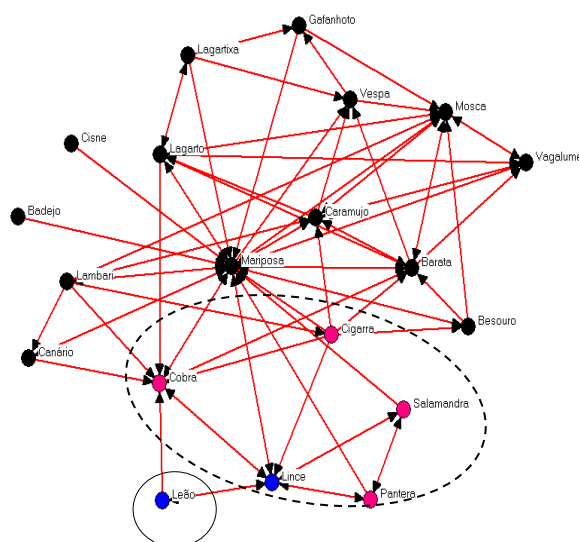 Gafanhoto
Lagartixa
Vespa
Mosca
Cisne
Lagarto
Vagalume
Badejo
Caramujo
Mariposa
Barata
Lambari
Cigarra
Besouro
Canário
Cobra
Salamandra
Lince
Leão
Pantera